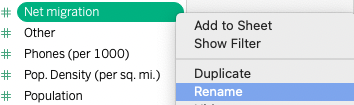 Net migration
Other
Phones (per 1000)
Pop. Density (per sq. mi.)
Population
Add to Sheet
Show Filter
Duplicate
Rename